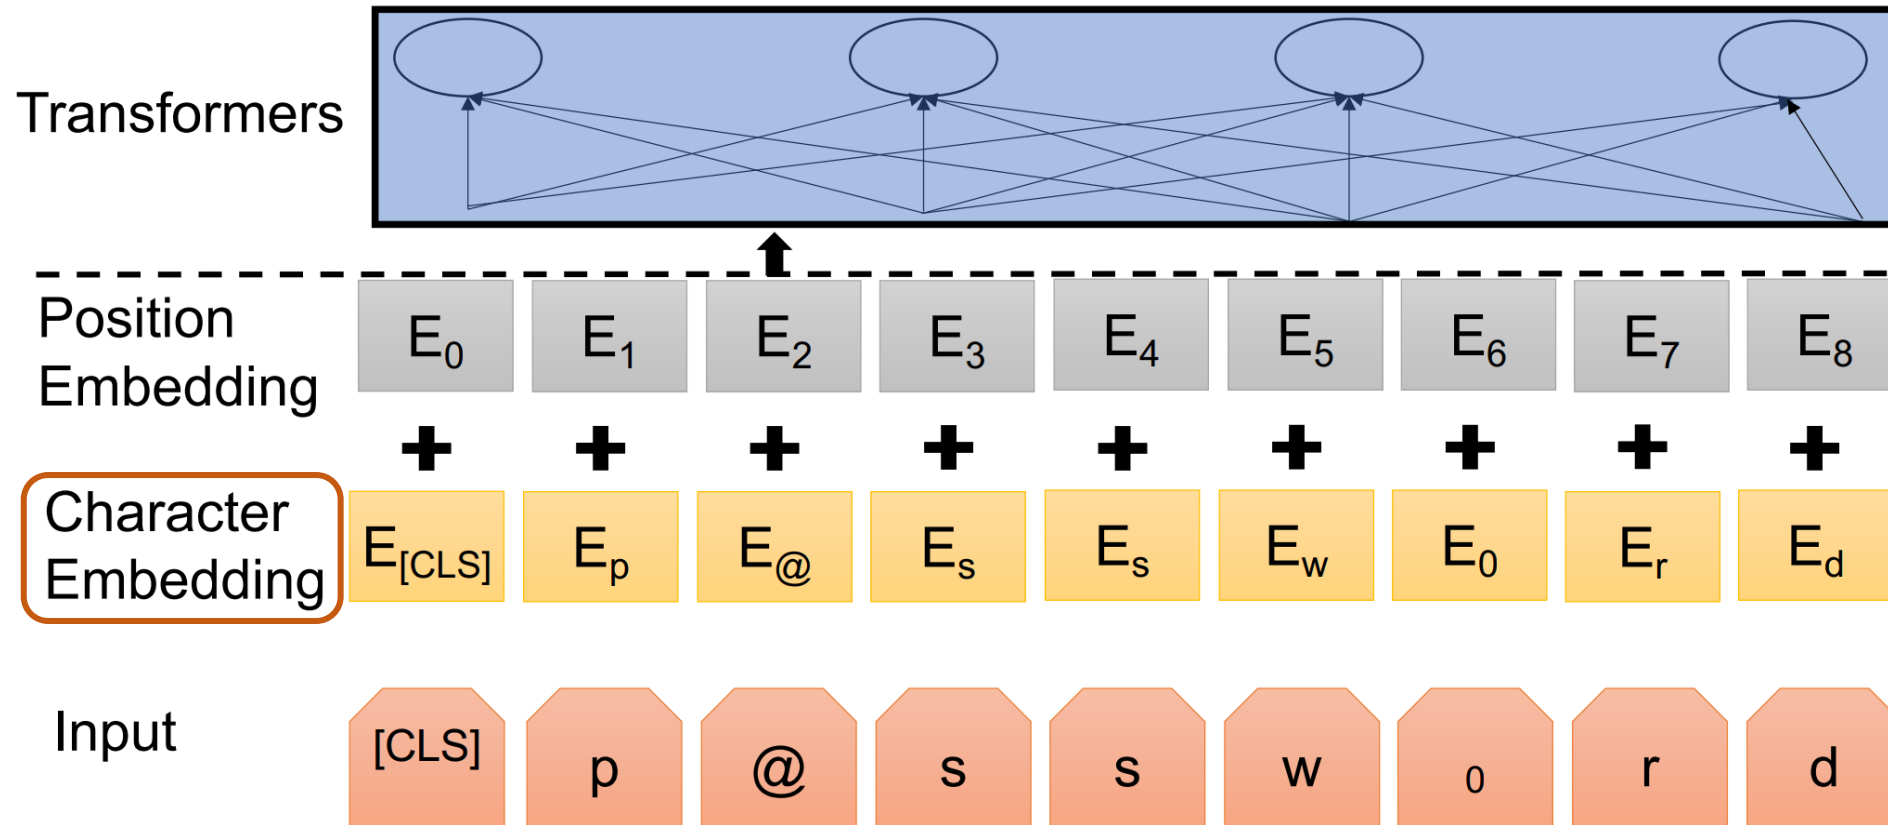 Transformers
Position
Embedding
E0 E1 E2 E3 E4 E5 E6 E7 E8
+ + + + + + + + +
Character
Embedding
E[CLS] Ep E@ Es Es Ew E0 Er Ed
Input
[CLS] p @ s s w 0 r d